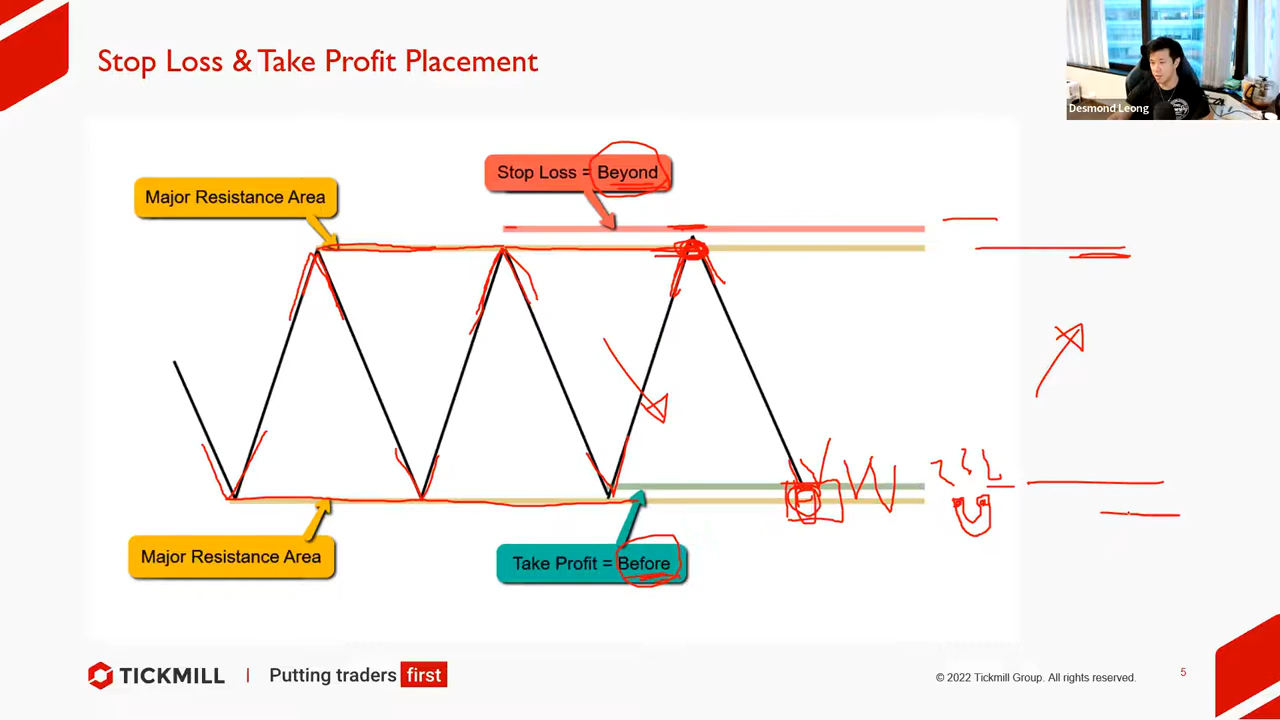 Stop Loss & Take Profit Placement
Desmond Leong
Stop Loss = Beyond
Major Resistance Area
Major Resistance Area
Take Profit = Before
TICKMILL | Putting traders first
© 2022 Tickmill Group. All rights reserved.
5